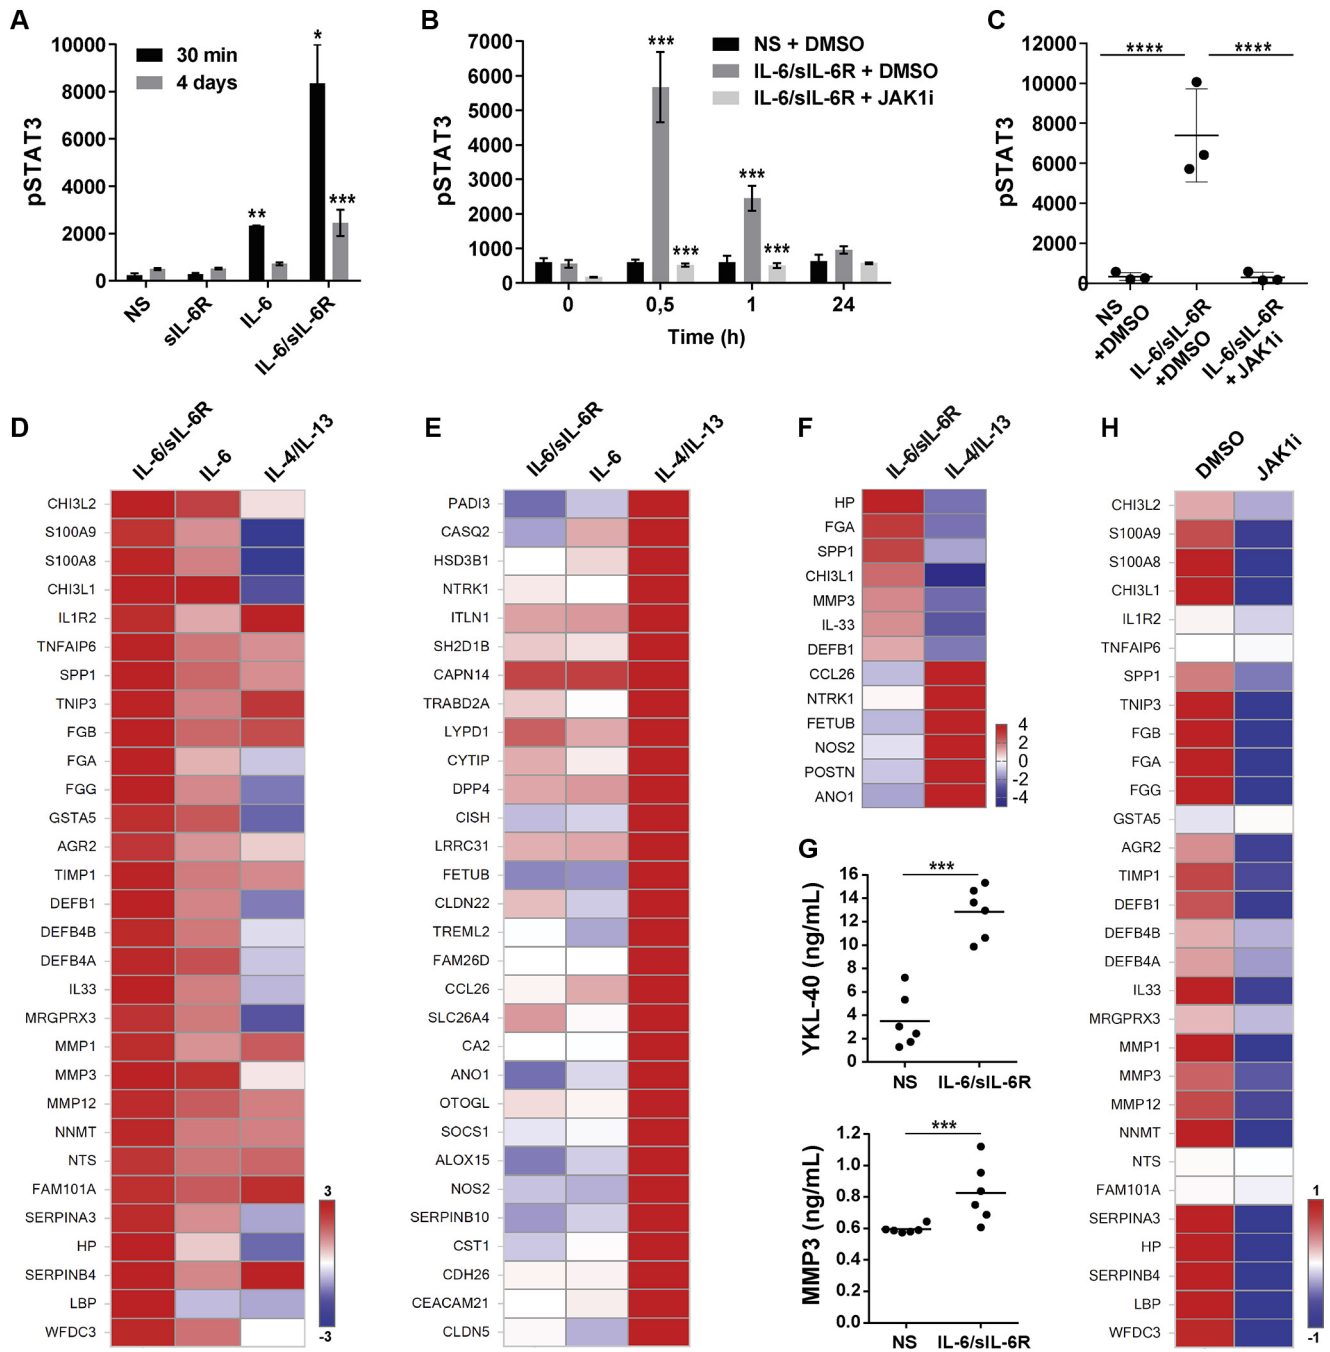 A
pSTAT3
10000
8000
6000
4000
2000
0
30 min
4 days
**
*
***
NS
sIL-6R
IL-6
IL-6/sIL-6R
B
pSTAT3
7000
6000
5000
4000
3000
2000
1000
0
NS + DMSO
IL-6/sIL-6R + DMSO
IL-6/sIL-6R + JAK1i
***
***
***
***
0
0,5
1
24
Time (h)
C
pSTAT3
12000
10000
8000
6000
4000
2000
0
****
****
NS
+DMSO
IL-6/sIL-6R
+DMSO
IL-6/sIL-6R
+JAK1i
D
IL-6/sIL-6R
IL-6
IL-4/IL-13
CHI3L2
S100A9
S100A8
CHI3L1
IL1R2
TNFAIP6
SPP1
TNIP3
FGB
FGA
FGG
GSTA5
AGR2
TIMP1
DEFB1
DEFB4B
DEFB4A
IL33
MRGPRX3
MMP1
MMP3
MMP12
NNMT
NTS
FAM101A
SERPINA3
HP
SERPINB4
LBP
WFDC3
3
-3
E
IL-6/sIL-6R
IL-6
IL-4/IL-13
PADI3
CASQ2
HSD3B1
NTRK1
ITLN1
SH2D1B
CAPN14
TRABD2A
LYPD1
CYTIP
DPP4
CISH
LRRC31
FETUB
CLDN22
TREML2
FAM26D
CCL26
SLC26A4
CA2
ANO1
OTOGL
SOCS1
ALOX15
NOS2
SERPINB10
CST1
CDH26
CEACAM21
CLDN5
F
IL-6/sIL-6R
IL-4/IL-13
HP
FGA
SPP1
CHI3L1
MMP3
IL-33
DEFB1
CCL26
NTRK1
FETUB
NOS2
POSTN
ANO1
4
2
0
-2
-4
G
YKL-40 (ng/mL)
16
14
12
10
8
6
4
2
0
***
NS
IL-6/sIL-6R
MMP3 (ng/mL)
1.2
1.0
0.8
0.6
0.4
0.2
0.0
***
NS
IL-6/sIL-6R
H
DMSO
JAK1i
CHI3L2
S100A9
S100A8
CHI3L1
IL1R2
TNFAIP6
SPP1
TNIP3
FGB
FGA
FGG
GSTA5
AGR2
TIMP1
DEFB1
DEFB4B
DEFB4A
IL33
MRGPRX3
MMP1
MMP3
MMP12
NNMT
NTS
FAM101A
SERPINA3
HP
SERPINB4
LBP
WFDC3
1
-1